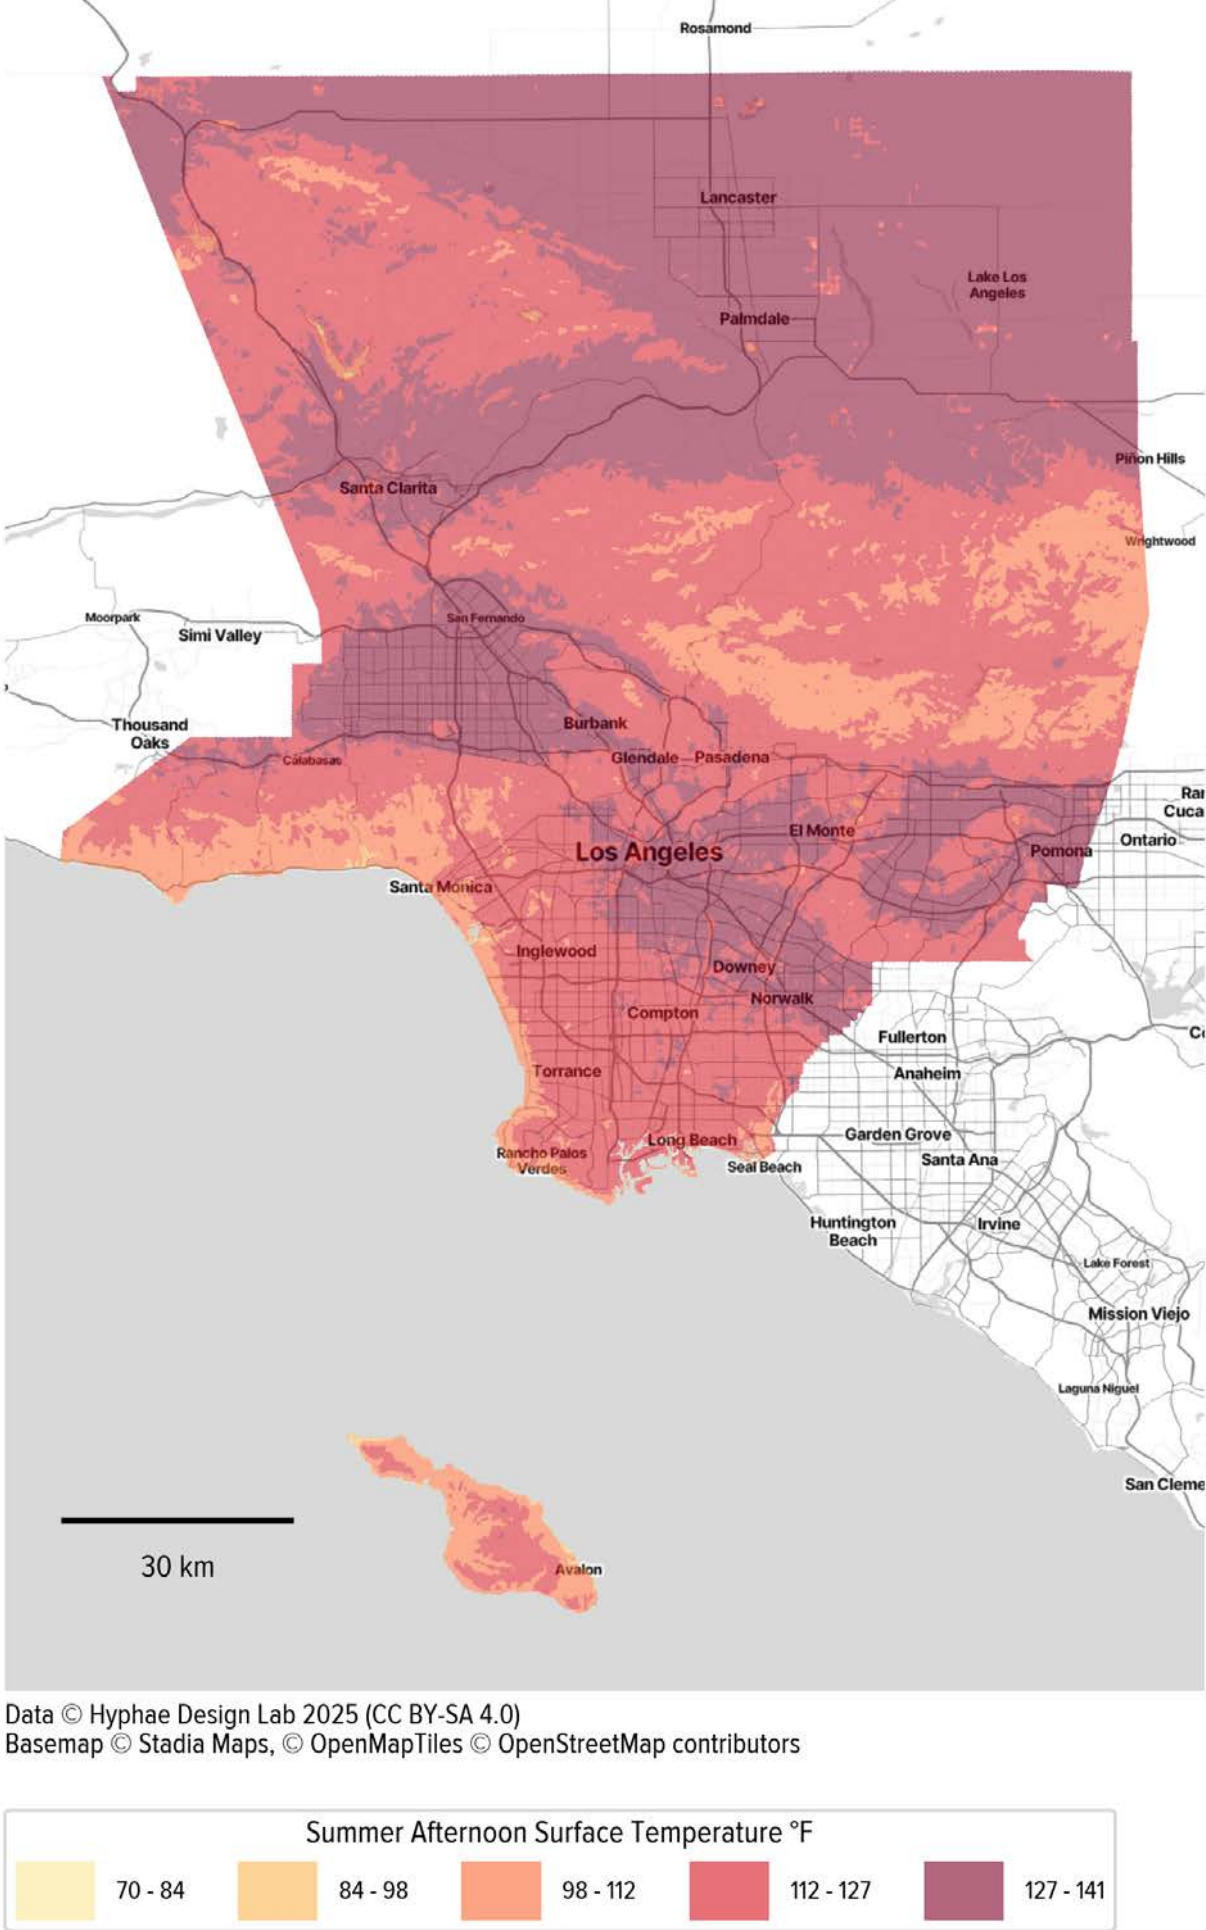 Rosamond
Lancaster
Lake Los
Angeles
Palmdale
Piñon Hills
Santa Clarita
Wrightwood
Moorpark
San Fernando
Simi Valley
Thousand
Oaks
Burbank
Calabasas
Glendale
Pasadena
Ra
Cuca
El Monte
Ontario
Los Angeles
Pomona
Santa Monica
Inglewood
Downey
Norwalk
Compton
Fullerton
Anaheim
Torrance
Garden Grove
Long Beach
Rancho Palos
Verdes
Seal Beach
Santa Ana
Huntington
Beach
Irvine
Lake Forest
Mission Viejo
Laguna Niguel
San Cleme
30 km
Avalon
Data © Hyphae Design Lab 2025 (CC BY-SA 4.0)
Basemap © Stadia Maps, © OpenMapTiles © OpenStreetMap contributors
Summer Afternoon Surface Temperature °F
70 - 84
84 - 98
98 - 112
112 - 127
127 - 141